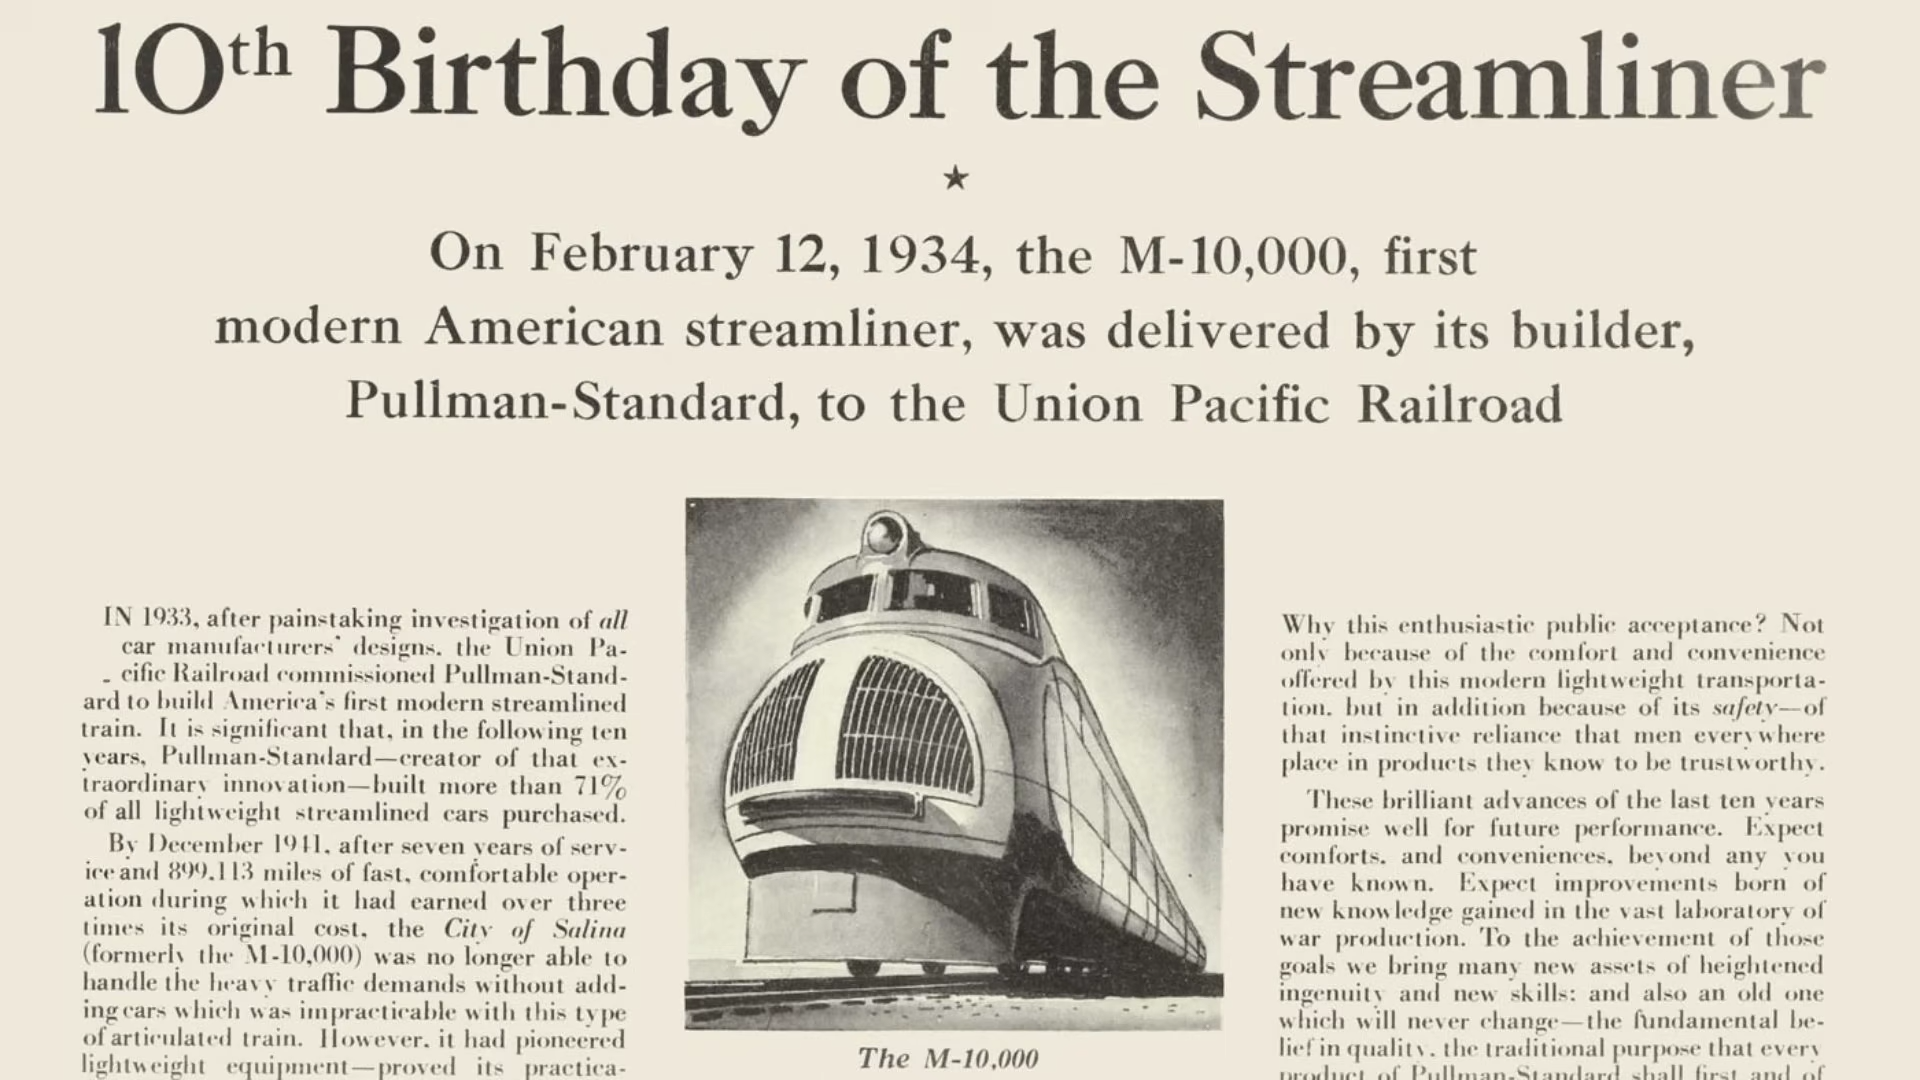 10th Birthday of the Streamliner
On February 12, 1934, the M-10,000, first
modern American streamliner, was delivered by its builder,
Pullman-Standard, to the Union Pacific Railroad
IN 1933, after painstaking investigation of all
car manufacturers' designs, the Union Pa-
cific Railroad commissioned Pullman-Stand-
ard to build America's first modern streamlined
train. It is significant that, in the following ten
years, Pullman-Standard—creator of that ex-
traordinary innovation—built more than 71%
of all lightweight streamlined cars purchased.
By December 1941, after seven years of serv-
ice and 899,113 miles of fast, comfortable oper-
ation during which it had earned over three
times its original cost, the City of Salina
(formerly the M-10,000) was no longer able to
handle the heavy traffic demands without add-
ing cars which was impracticable with this type
of articulated train. However, it had pioneered
lightweight equipment—proved its practica-
The M-10,000
Why this enthusiastic public acceptance? Not
only because of the comfort and convenience
offered by this modern lightweight transporta-
tion, but in addition because of its safety—of
that instinctive reliance that men everywhere
place in products they know to be trustworthy.
These brilliant advances of the last ten years
promise well for future performance. Expect
comforts, and conveniences, beyond any you
have known. Expect improvements born of
new knowledge gained in the vast laboratory of
war production. To the achievement of those
goals we bring many new assets of heightened
ingenuity and new skills; and also an old one
which will never change—the fundamental be-
lief in quality, the traditional purpose that every
product of Pullman-Standard shall first and of